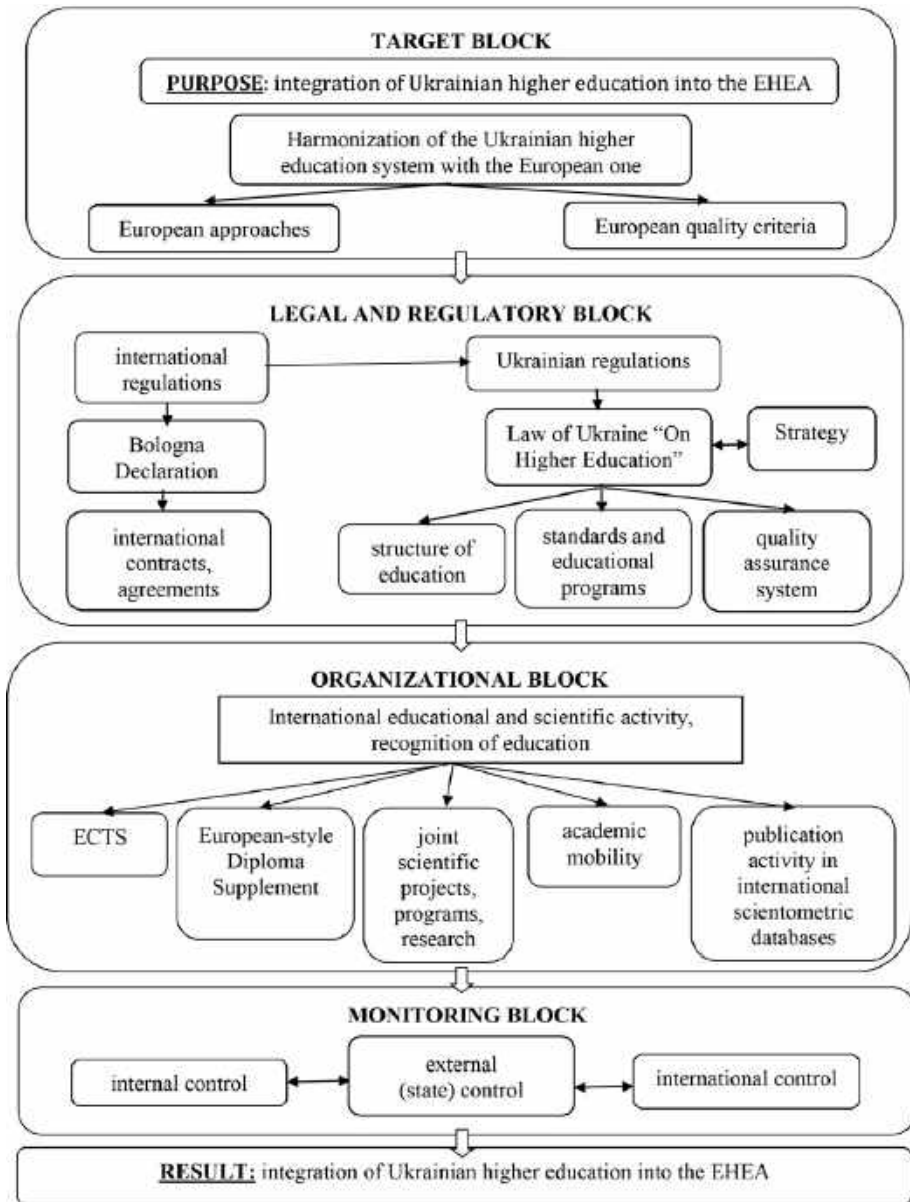 TARGET BLOCK
PURPOSE: integration of Ukrainian higher education into the EHEA
Harmonization of the Ukrainian higher
education system with the European one
European approaches
European quality criteria
LEGAL AND REGULATORY BLOCK
international
regulations
Ukrainian regulations
Bologna
Declaration
Law of Ukraine “On
Higher Education”
Strategy
international
contracts,
agreements
structure of
education
standards and
educational
programs
quality
assurance
system
ORGANIZATIONAL BLOCK
International educational and scientific activity,
recognition of education
ECTS
European-style
Diploma
Supplement
joint
scientific
projects,
programs,
research
academic
mobility
publication
activity in
international
scientometric
databases
MONITORING BLOCK
internal control
external
(state) control
international control
RESULT: integration of Ukrainian higher education into the EHEA